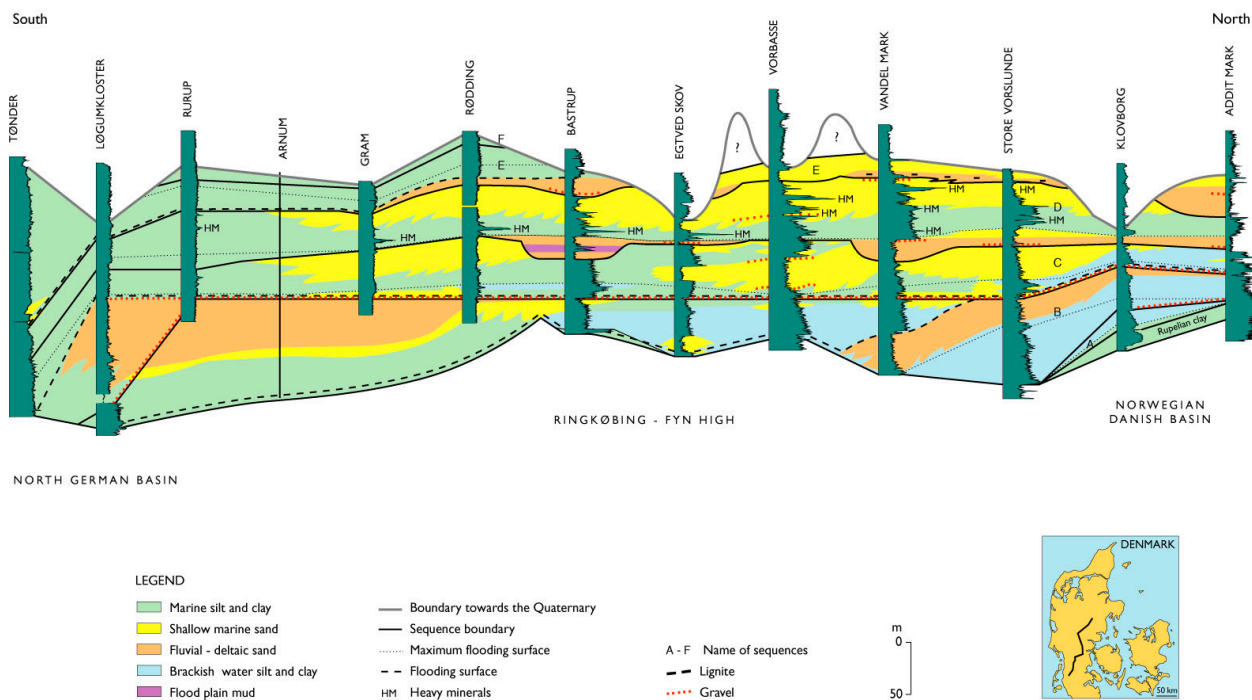 South
North
TØNDER
LØGUMKLOSTER
RURUP
ARNUM
GRAM
RØDDING
BASTRUP
EGTVED SKOV
VORBASSE
VANDEL MARK
STORE VORSLUNDE
KLOVBORG
ADDIT MARK
F
E
?
?
E
HM
HM
D
HM
HM
HM
HM
HM
HM
HM
HM
HM
C
B
A
Rupelian clay
RINGKØBING - FYN HIGH
NORWEGIAN
DANISH BASIN
NORTH GERMAN BASIN
LEGEND
Marine silt and clay
Shallow marine sand
Fluvial - deltaic sand
Brackish water silt and clay
Flood plain mud
Boundary towards the Quaternary
Sequence boundary
Maximum flooding surface
Flooding surface
HM Heavy minerals
A - F Name of sequences
Lignite
Gravel
m
0
50
DENMARK
50 km